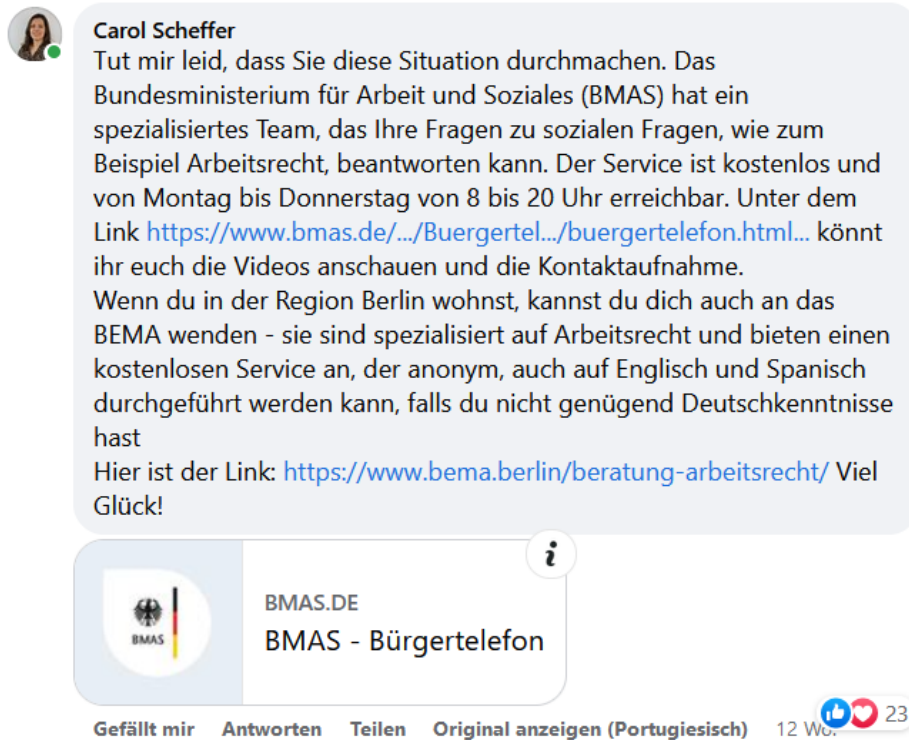 Carol Scheffer
Tut mir leid, dass Sie diese Situation durchmachen. Das
Bundesministerium für Arbeit und Soziales (BMAS) hat ein
spezialisiertes Team, das Ihre Fragen zu sozialen Fragen, wie zum
Beispiel Arbeitsrecht, beantworten kann. Der Service ist kostenlos und
von Montag bis Donnerstag von 8 bis 20 Uhr erreichbar. Unter dem
Link https://www.bmas.de/.../Buergertel.../buergertelefon.html... könnt
ihr euch die Videos anschauen und die Kontaktaufnahme.
Wenn du in der Region Berlin wohnst, kannst du dich auch an das
BEMA wenden - sie sind spezialisiert auf Arbeitsrecht und bieten einen
kostenlosen Service an, der anonym, auch auf Englisch und Spanisch
durchgeführt werden kann, falls du nicht genügend Deutschkenntnisse
hast
Hier ist der Link: https://www.bema.berlin/beratung-arbeitsrecht/ Viel
Glück!
BMAS
BMAS.DE
BMAS - Bürgertelefon
Gefällt mir Antworten Teilen Original anzeigen (Portugiesisch) 12 23